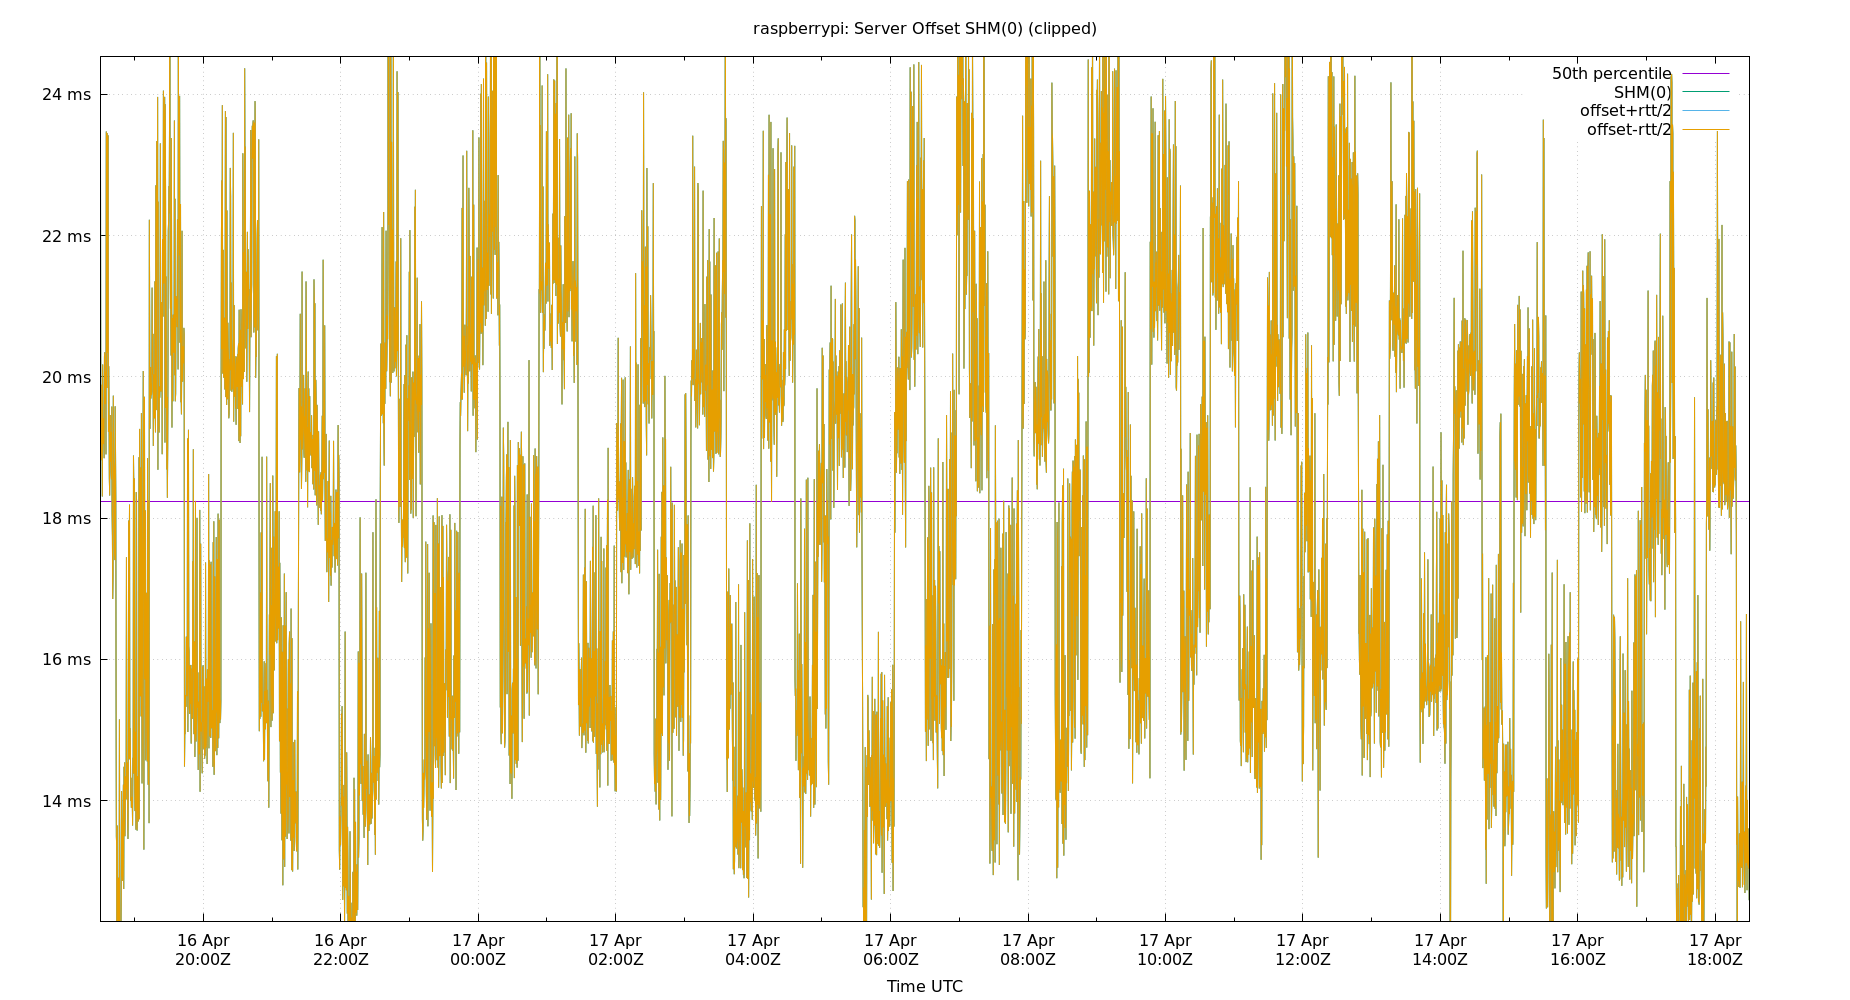 raspberrypi: Server Offset SHM(0) (clipped)
50th percentile
SHM(0)
offset+rtt/2
offset-rtt/2
24 ms
22 ms
20 ms
18 ms
16 ms
14 ms
16 Apr 16 Apr 17 Apr 17 Apr 17 Apr 17 Apr 17 Apr 17 Apr 17 Apr 17 Apr 17 Apr 17 Apr
20:00Z 22:00Z 00:00Z 02:00Z 04:00Z 06:00Z 08:00Z 10:00Z 12:00Z 14:00Z 16:00Z 18:00Z
Time UTC